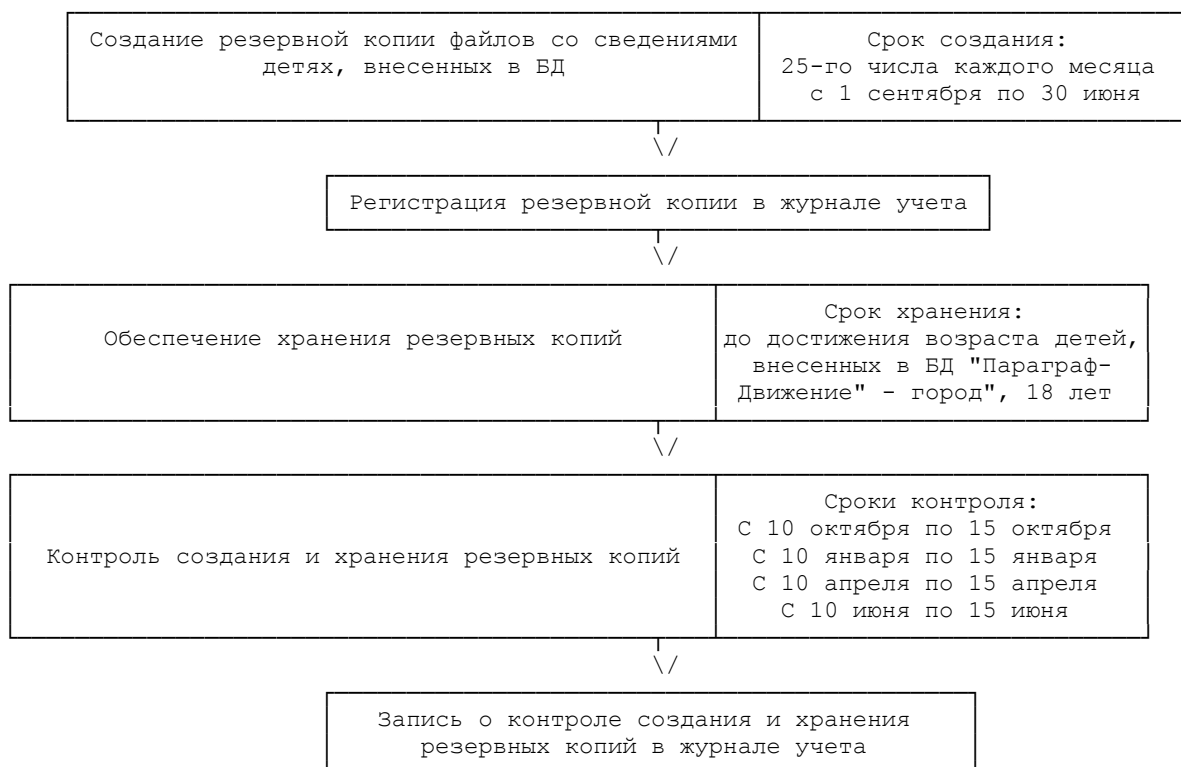 Создание резервной копии файлов со сведениями
детях, внесенных в БД
Срок создания:
25-го числа каждого месяца
с 1 сентября по 30 июня
\/
Регистрация резервной копии в журнале учета
\/
Обеспечение хранения резервных копий
Срок хранения:
до достижения возраста детей,
внесенных в БД "Параграф-
Движение" - город", 18 лет
\/
Контроль создания и хранения резервных копий
Сроки контроля:
С 10 октября по 15 октября
С 10 января по 15 января
С 10 апреля по 15 апреля
С 10 июня по 15 июня
\/
Запись о контроле создания и хранения
резервных копий в журнале учета